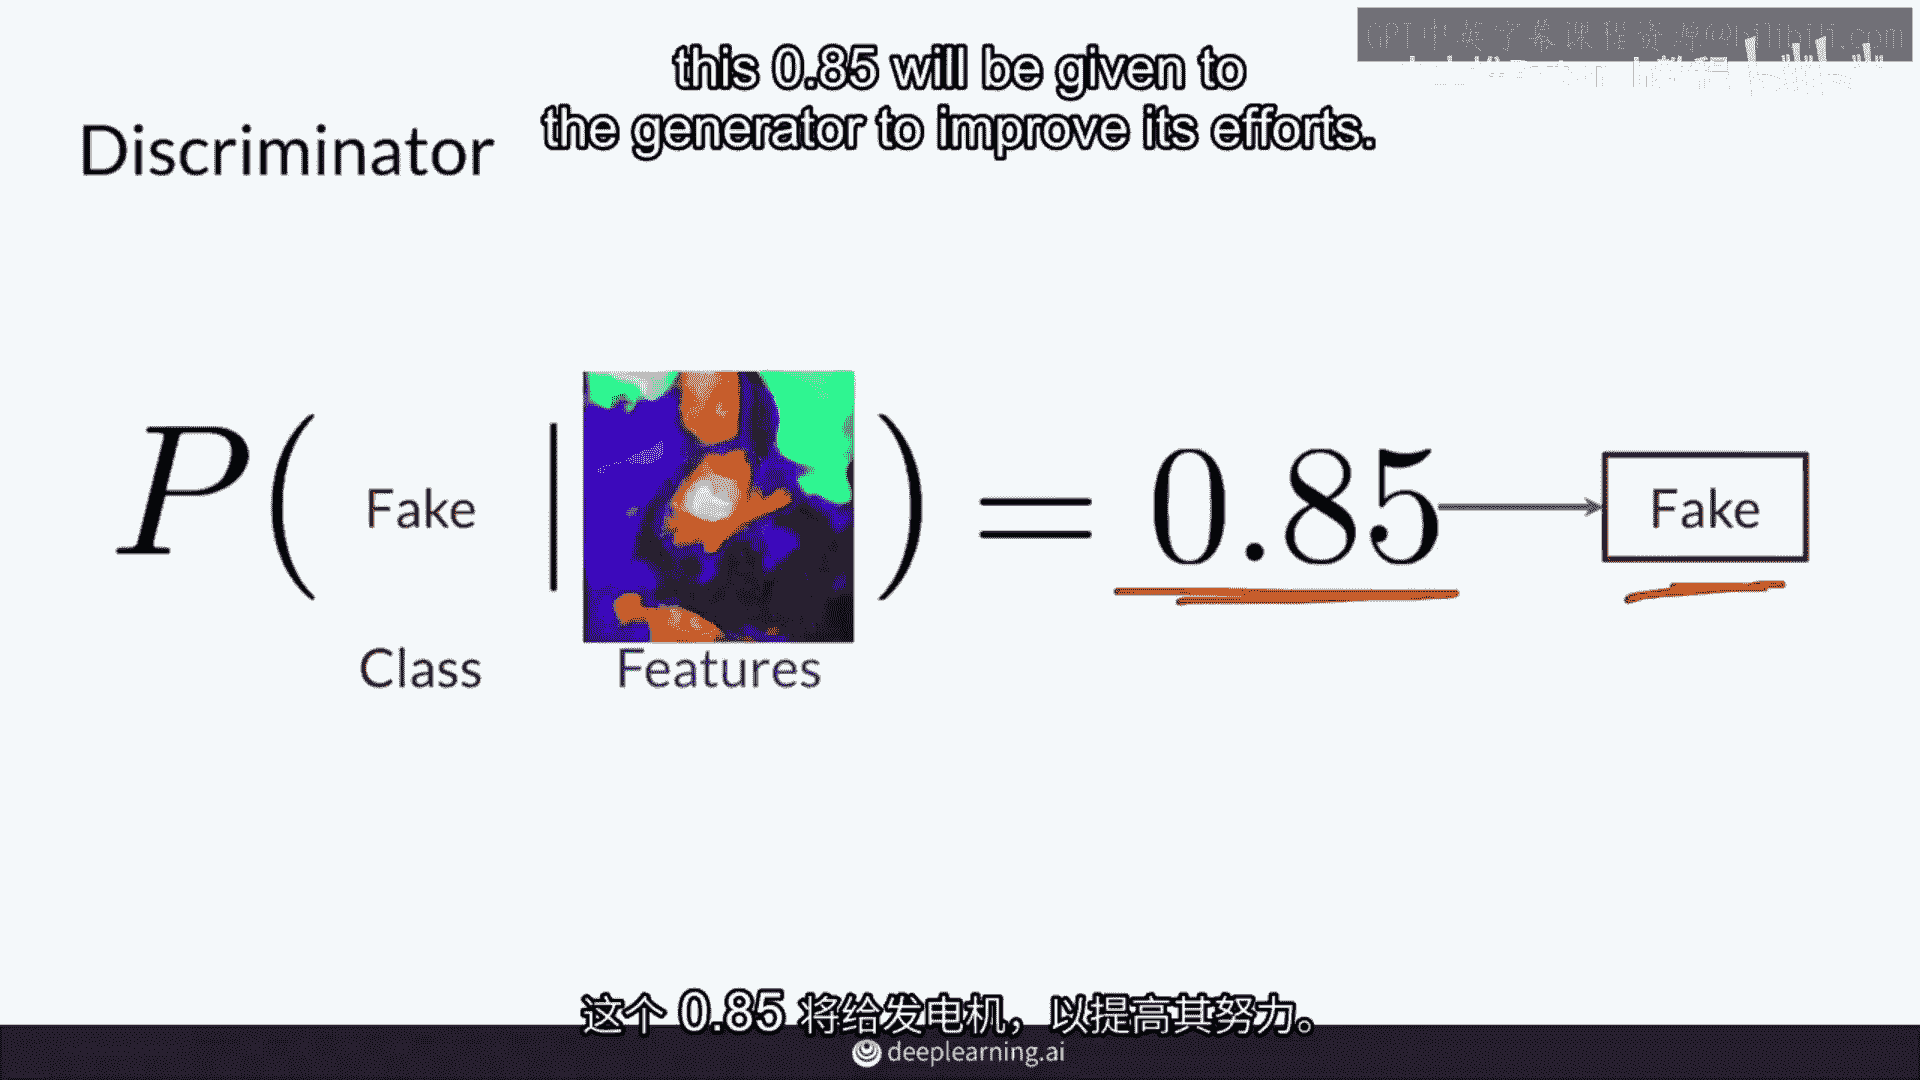 GPT中英字幕课程资源@bilibili.com
this 0.85 will be given to
the generator to improve its efforts.
Discriminator
P( Fake | ) = 0.85
Fake
Class
Features
这个 0.85 将给发电机，以提高其努力。
deeplearning.ai